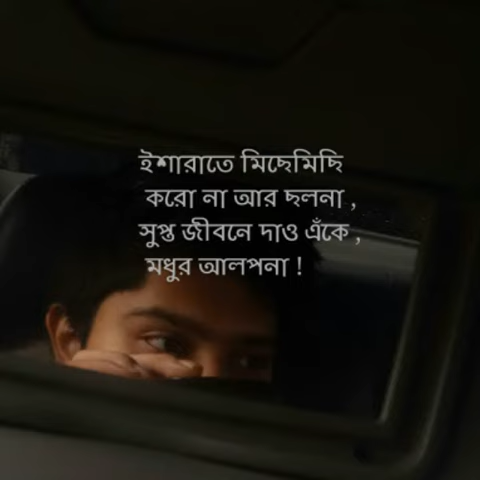 ইশারাতে মিছেমিছি
করো না আর ছলনা ,
সুপ্ত জীবনে দাও এঁকে ,
মধুর আলপনা !